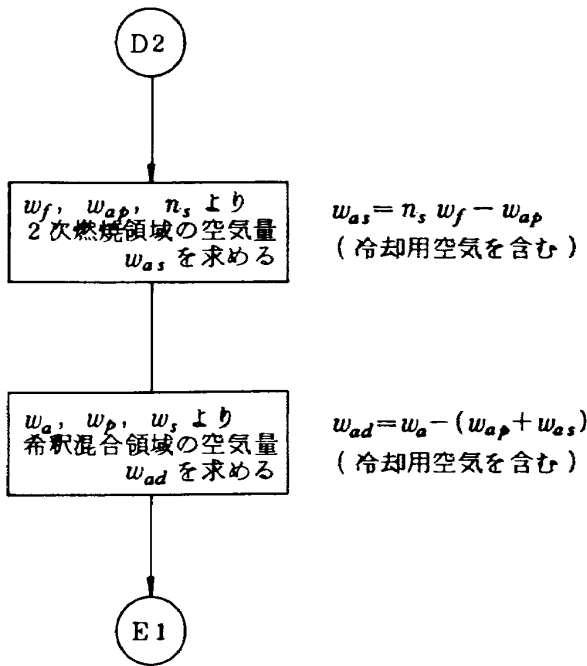 D2
w_f, w_ap, n_s より
2次燃焼領域の空気量
w_as を求める
w_as = n_s w_f − w_ap
(冷却用空気を含む)
w_a, w_p, w_s より
希釈混合領域の空気量
w_ad を求める
w_ad = w_a − (w_ap + w_as)
(冷却用空気を含む)
E1